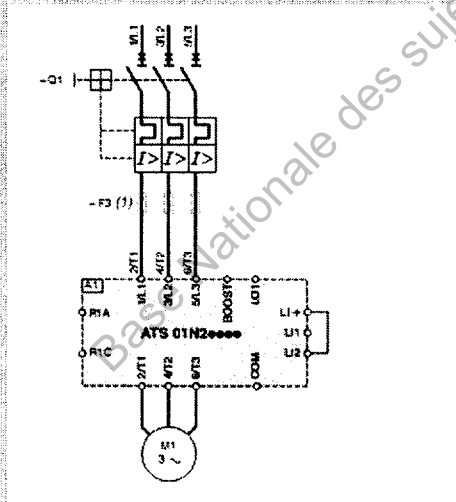 1/L1 3/L2 5/L3
–Q1
I> I> I>
– F3 (1)
2/T1 4/T2 6/T3
A1
1/L1 3/L2 5/L3 BOOST LO1
R1A
LI+
ATS 01N2●●●●
LI1
R1C
LI2
2/T1 4/T2 6/T3 COM
M1
3 ~
Base Nationale des suje